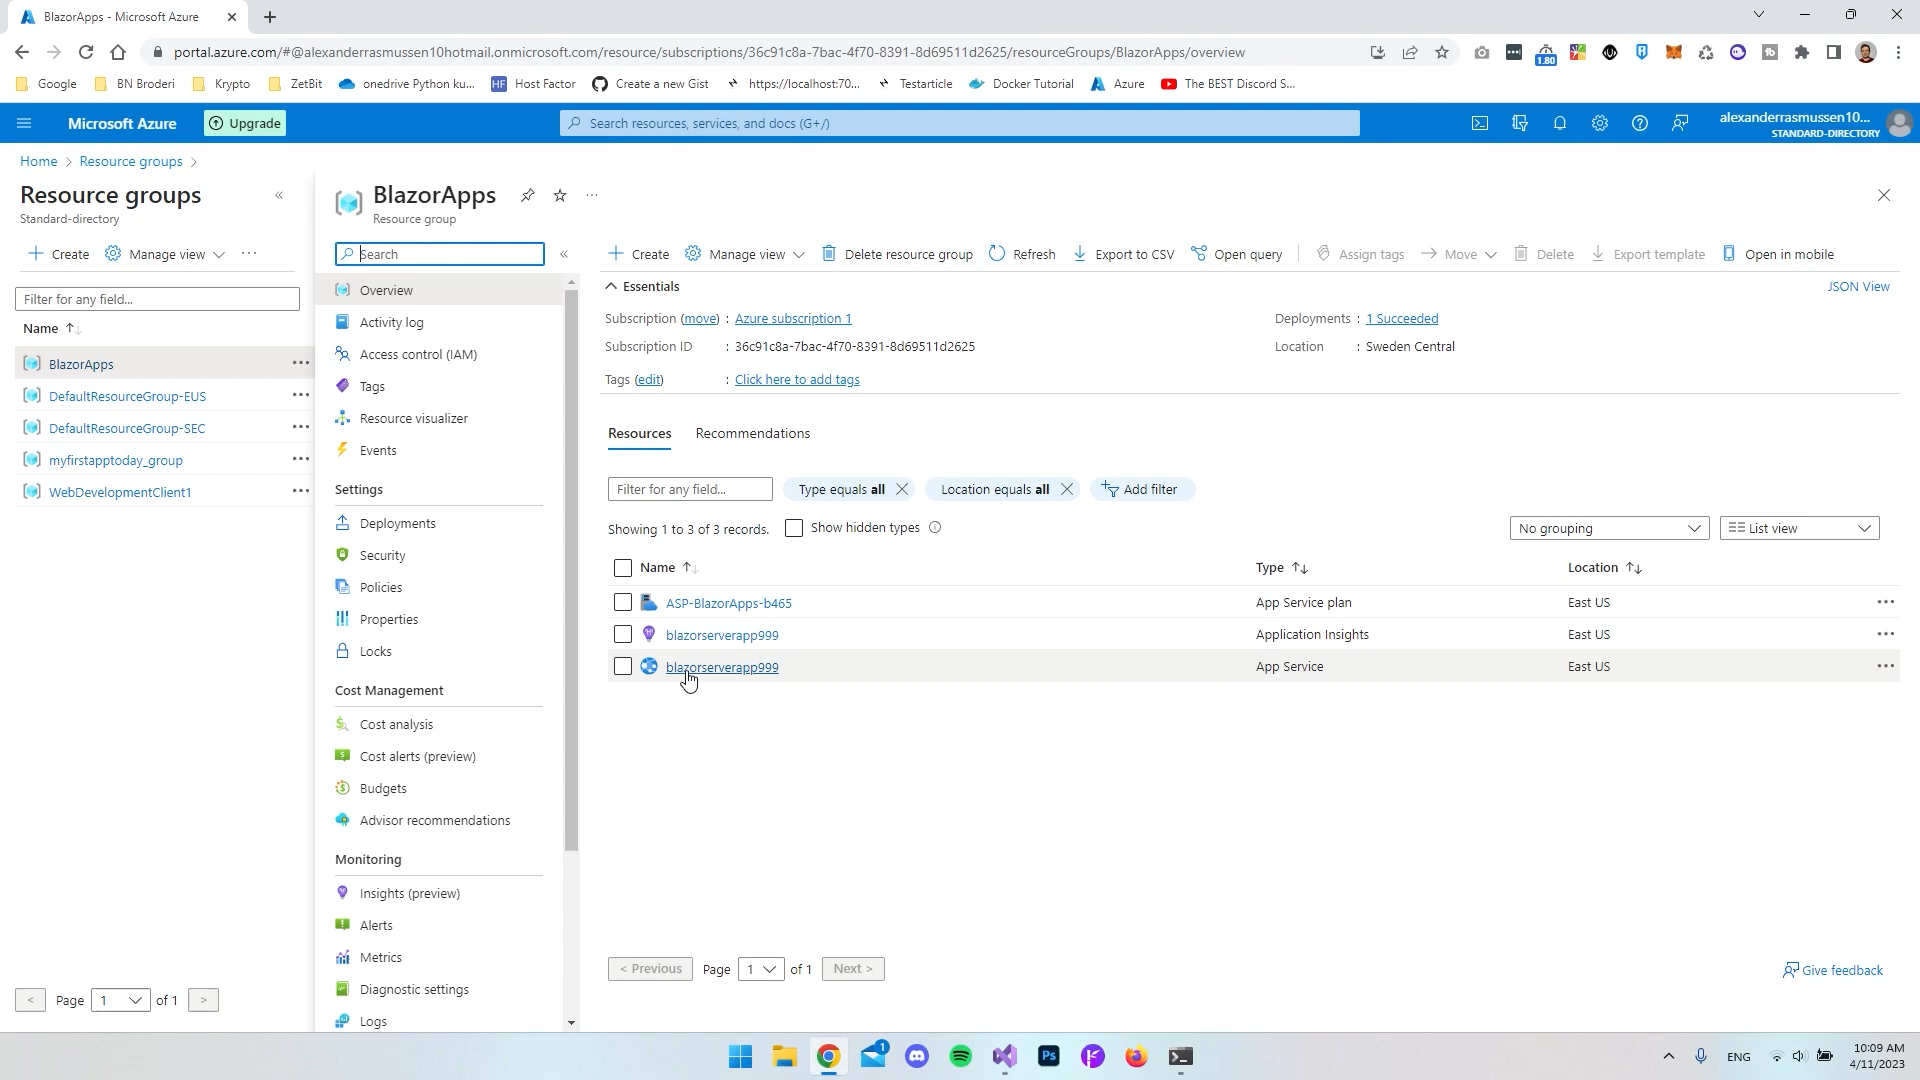 BlazorApps - Microsoft Azure
portal.azure.com/#@alexanderrasmussen10hotmail.onmicrosoft.com/resource/subscriptions/36c91c8a-7bac-4f70-8391-8d69511d2625/resourceGroups/BlazorApps/overview
1.80
Google BN Broderi Krypto ZetBit onedrive Python ku... HF Host Factor Create a new Gist https://localhost:70... Testarticle Docker Tutorial Azure The BEST Discord S...
Microsoft Azure Upgrade Search resources, services, and docs (G+/) alexanderrasmussen10...
STANDARD-DIRECTORY
Home > Resource groups >
Resource groups
Standard-directory
Create Manage view ...
Filter for any field...
Name
BlazorApps
DefaultResourceGroup-EUS
DefaultResourceGroup-SEC
myfirstapptoday_group
WebDevelopmentClient1
< Page 1 of 1 >
BlazorApps
Resource group
Search
Overview
Activity log
Access control (IAM)
Tags
Resource visualizer
Events
Settings
Deployments
Security
Policies
Properties
Locks
Cost Management
Cost analysis
Cost alerts (preview)
Budgets
Advisor recommendations
Monitoring
Insights (preview)
Alerts
Metrics
Diagnostic settings
Logs
Create Manage view Delete resource group Refresh Export to CSV Open query Assign tags Move Delete Export template Open in mobile
Essentials JSON View
Subscription (move) : Azure subscription 1 Deployments : 1 Succeeded
Subscription ID : 36c91c8a-7bac-4f70-8391-8d69511d2625 Location : Sweden Central
Tags (edit) : Click here to add tags
Resources Recommendations
Filter for any field... Type equals all Location equals all Add filter
Showing 1 to 3 of 3 records. Show hidden types No grouping List view
Name Type Location
ASP-BlazorApps-b465 App Service plan East US
blazorserverapp999 Application Insights East US
blazorserverapp999 App Service East US
< Previous Page 1 of 1 Next > Give feedback
1 Ps ENG 10:09 AM
4/11/2023